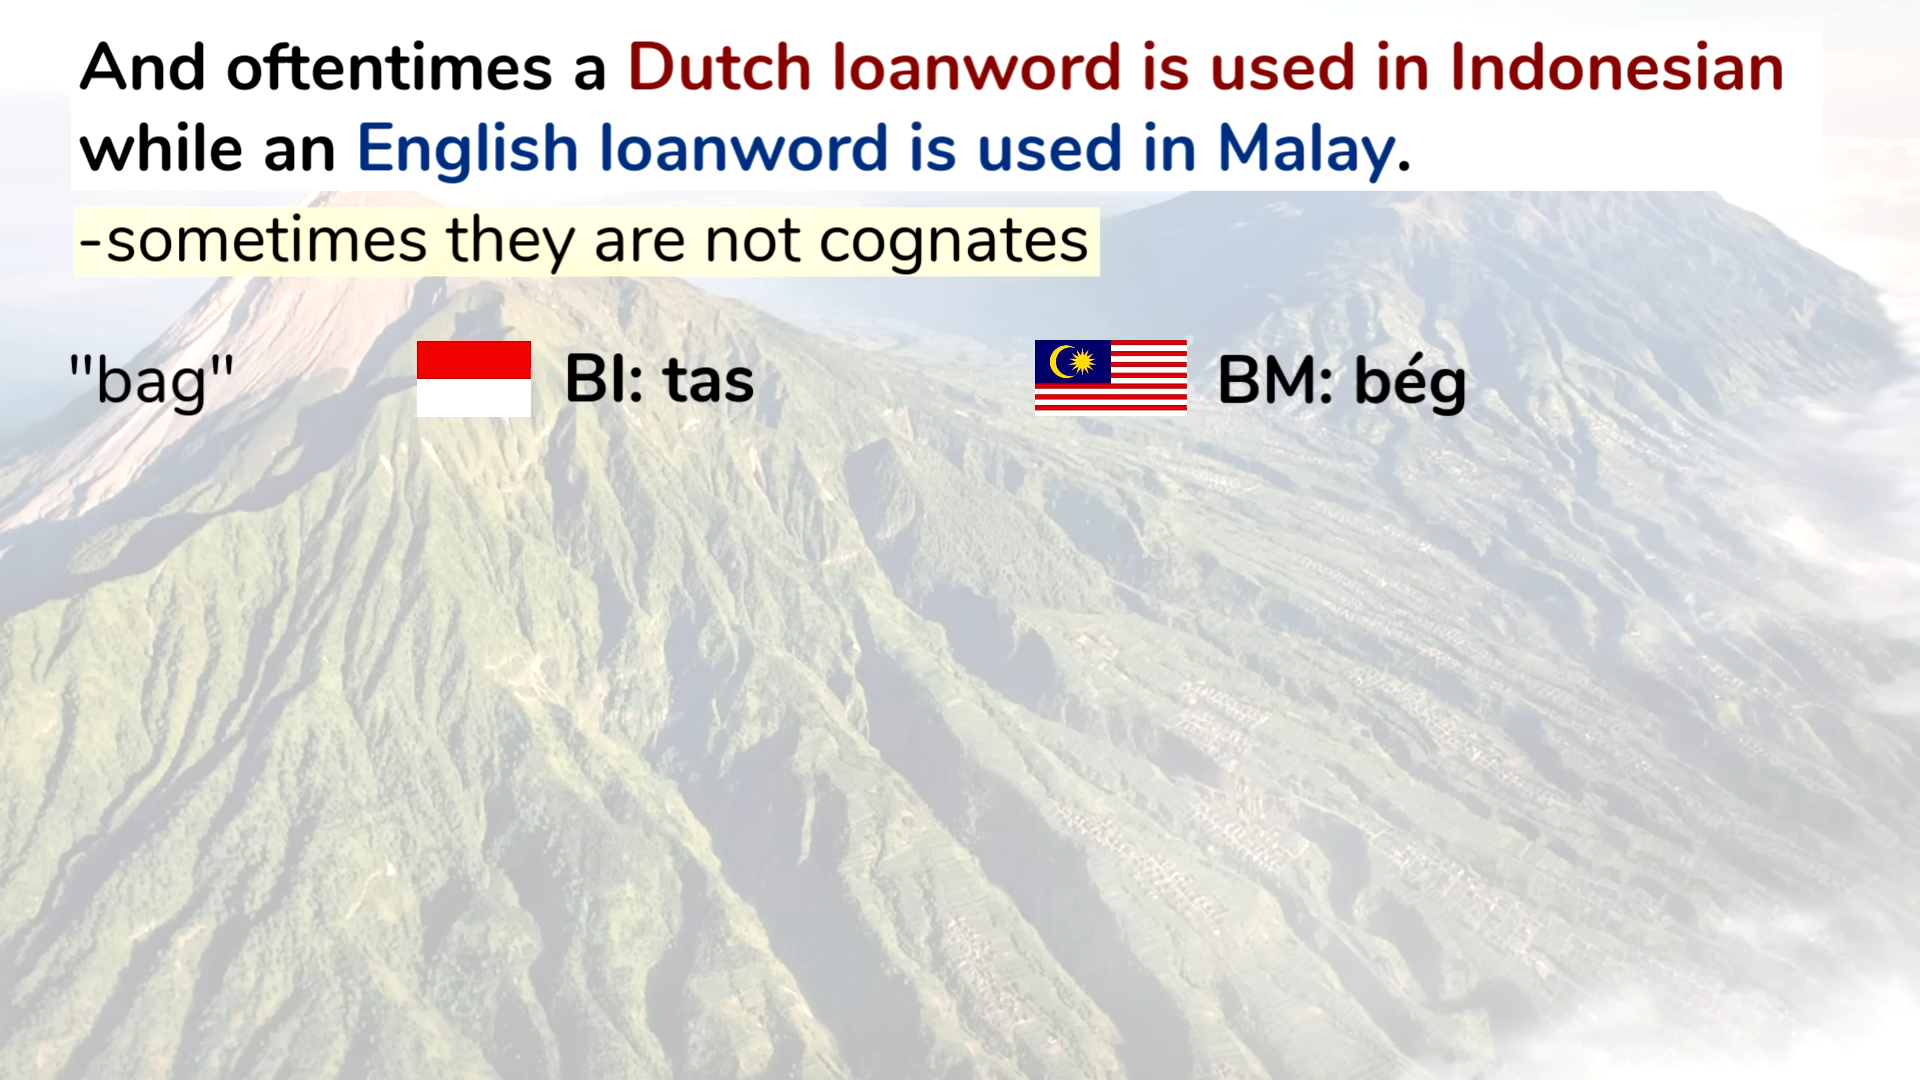 And oftentimes a Dutch loanword is used in Indonesian
while an English loanword is used in Malay.
-sometimes they are not cognates
"bag" BI: tas BM: bég